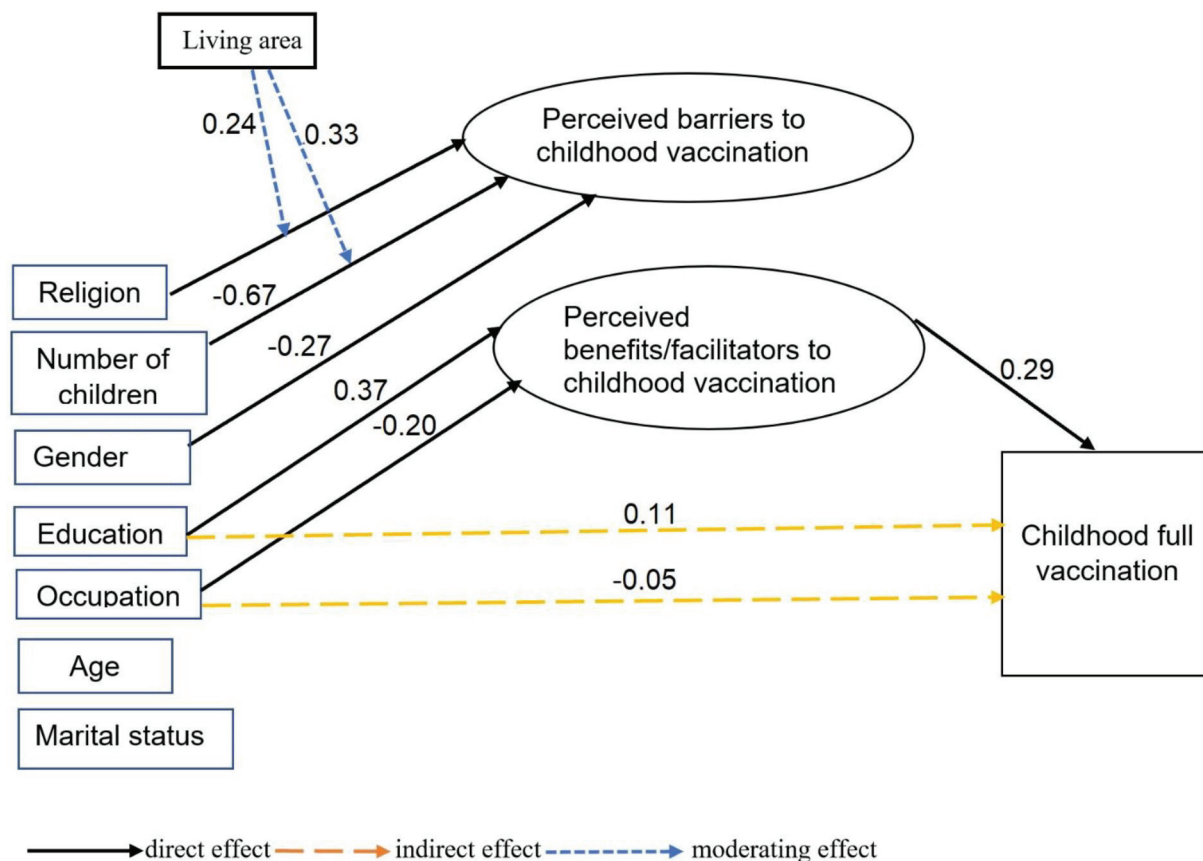 Living area
0.24
0.33
Perceived barriers to
childhood vaccination
Religion
-0.67
Number of
children
-0.27
Perceived
benefits/facilitators to
childhood vaccination
0.37
-0.20
0.29
Gender
Education
0.11
Childhood full
vaccination
Occupation
-0.05
Age
Marital status
direct effect
indirect effect
moderating effect